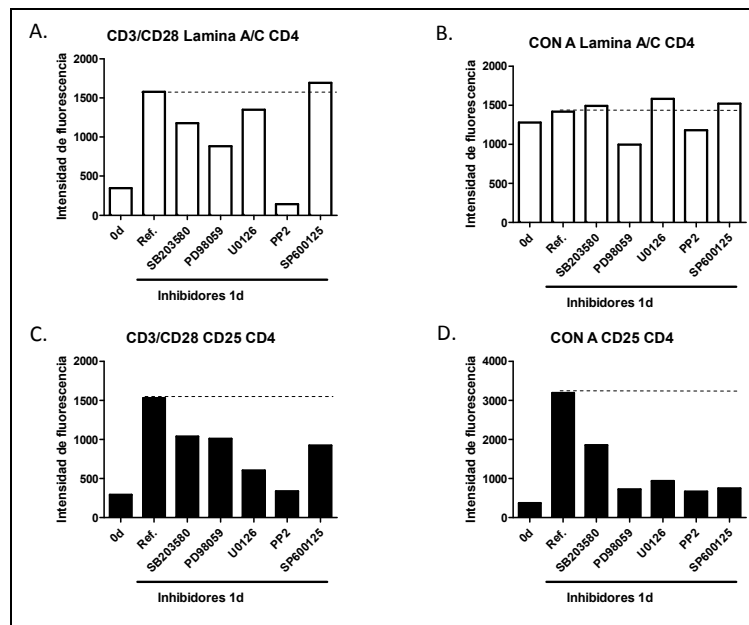 A.
CD3/CD28 Lamina A/C CD4
Intensidad de fluorescencia
2000
1500
1000
500
0
0d
Ref.
SB203580
PD98059
U0126
PP2
SP600125
Inhibidores 1d
B.
CON A Lamina A/C CD4
Intensidad de fluorescencia
2000
1500
1000
500
0
0d
Ref.
SB203580
PD98059
U0126
PP2
SP600125
Inhibidores 1d
C.
CD3/CD28 CD25 CD4
Intensidad de fluorescencia
2000
1500
1000
500
0
0d
Ref.
SB203580
PD98059
U0126
PP2
SP600125
Inhibidores 1d
D.
CON A CD25 CD4
Intensidad de fluorescencia
4000
3000
2000
1000
0
0d
Ref.
SB203580
PD98059
U0126
PP2
SP600125
Inhibidores 1d